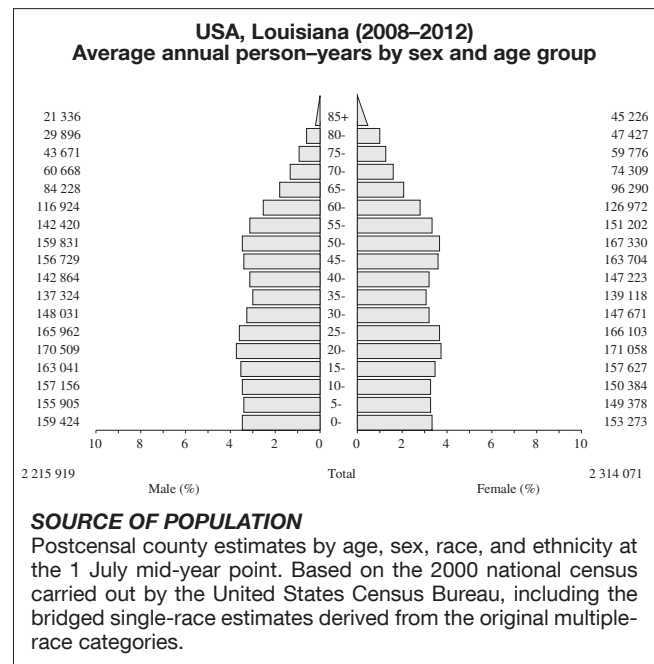 USA, Louisiana (2008–2012)
Average annual person–years by sex and age group
21 336 85+ 45 226
29 896 80- 47 427
43 671 75- 59 776
60 668 70- 74 309
84 228 65- 96 290
116 924 60- 126 972
142 420 55- 151 202
159 831 50- 167 330
156 729 45- 163 704
142 864 40- 147 223
137 324 35- 139 118
148 031 30- 147 671
165 962 25- 166 103
170 509 20- 171 058
163 041 15- 157 627
157 156 10- 150 384
155 905 5- 149 378
159 424 0- 153 273
10 8 6 4 2 0 0 2 4 6 8 10
2 215 919 Total 2 314 071
Male (%) Female (%)
SOURCE OF POPULATION
Postcensal county estimates by age, sex, race, and ethnicity at
the 1 July mid-year point. Based on the 2000 national census
carried out by the United States Census Bureau, including the
bridged single-race estimates derived from the original multiple-
race categories.